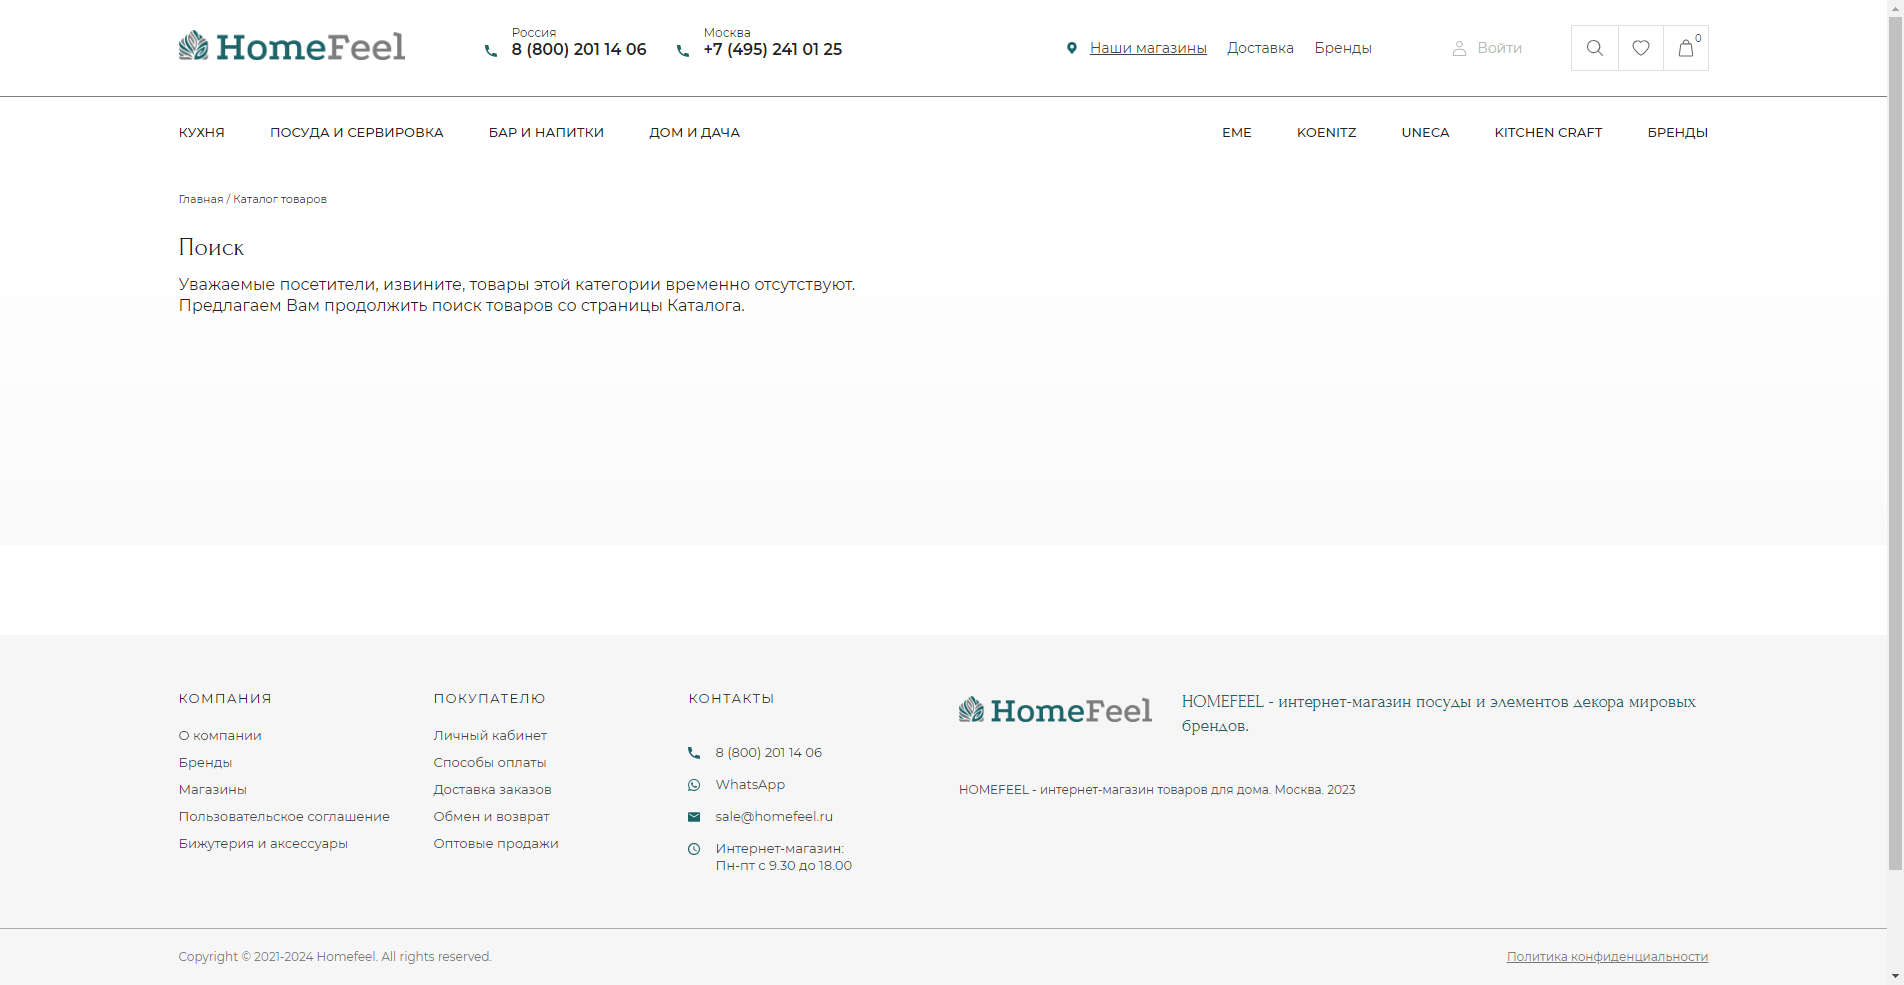 HomeFeel
Россия
8 (800) 201 14 06
Москва
+7 (495) 241 01 25
Наши магазины
Доставка
Бренды
Войти
0
КУХНЯ
ПОСУДА И СЕРВИРОВКА
БАР И НАПИТКИ
ДОМ И ДАЧА
EME
KOENITZ
UNECA
KITCHEN CRAFT
БРЕНДЫ
Главная / Каталог товаров
Поиск
Уважаемые посетители, извините, товары этой категории временно отсутствуют.
Предлагаем Вам продолжить поиск товаров со страницы Каталога.
КОМПАНИЯ
О компании
Бренды
Магазины
Пользовательское соглашение
Бижутерия и аксессуары
ПОКУПАТЕЛЮ
Личный кабинет
Способы оплаты
Доставка заказов
Обмен и возврат
Оптовые продажи
КОНТАКТЫ
8 (800) 201 14 06
WhatsApp
sale@homefeel.ru
Интернет-магазин:
Пн-пт с 9.30 до 18.00
HomeFeel
HOMEFEEL - интернет-магазин посуды и элементов декора мировых
брендов.
HOMEFEEL - интернет-магазин товаров для дома. Москва. 2023
Copyright © 2021-2024 Homefeel. All rights reserved.
Политика конфиденциальности